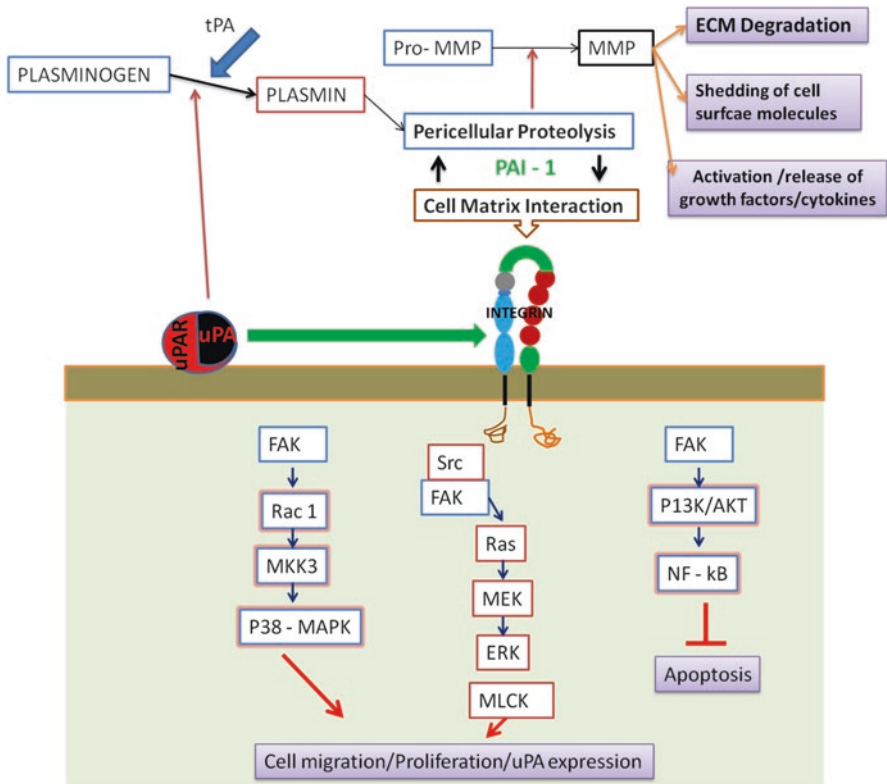 tPA
PLASMINOGEN
PLASMIN
Pro- MMP
MMP
ECM Degradation
Shedding of cell
surfcae molecules
Activation /release of
growth factors/cytokines
Pericellular Proteolysis
PAI - 1
Cell Matrix Interaction
INTEGRIN
uPAR
uPA
FAK
Rac 1
MKK3
P38 - MAPK
Src
FAK
Ras
MEK
ERK
MLCK
FAK
P13K/AKT
NF - kB
Apoptosis
Cell migration/Proliferation/uPA expression